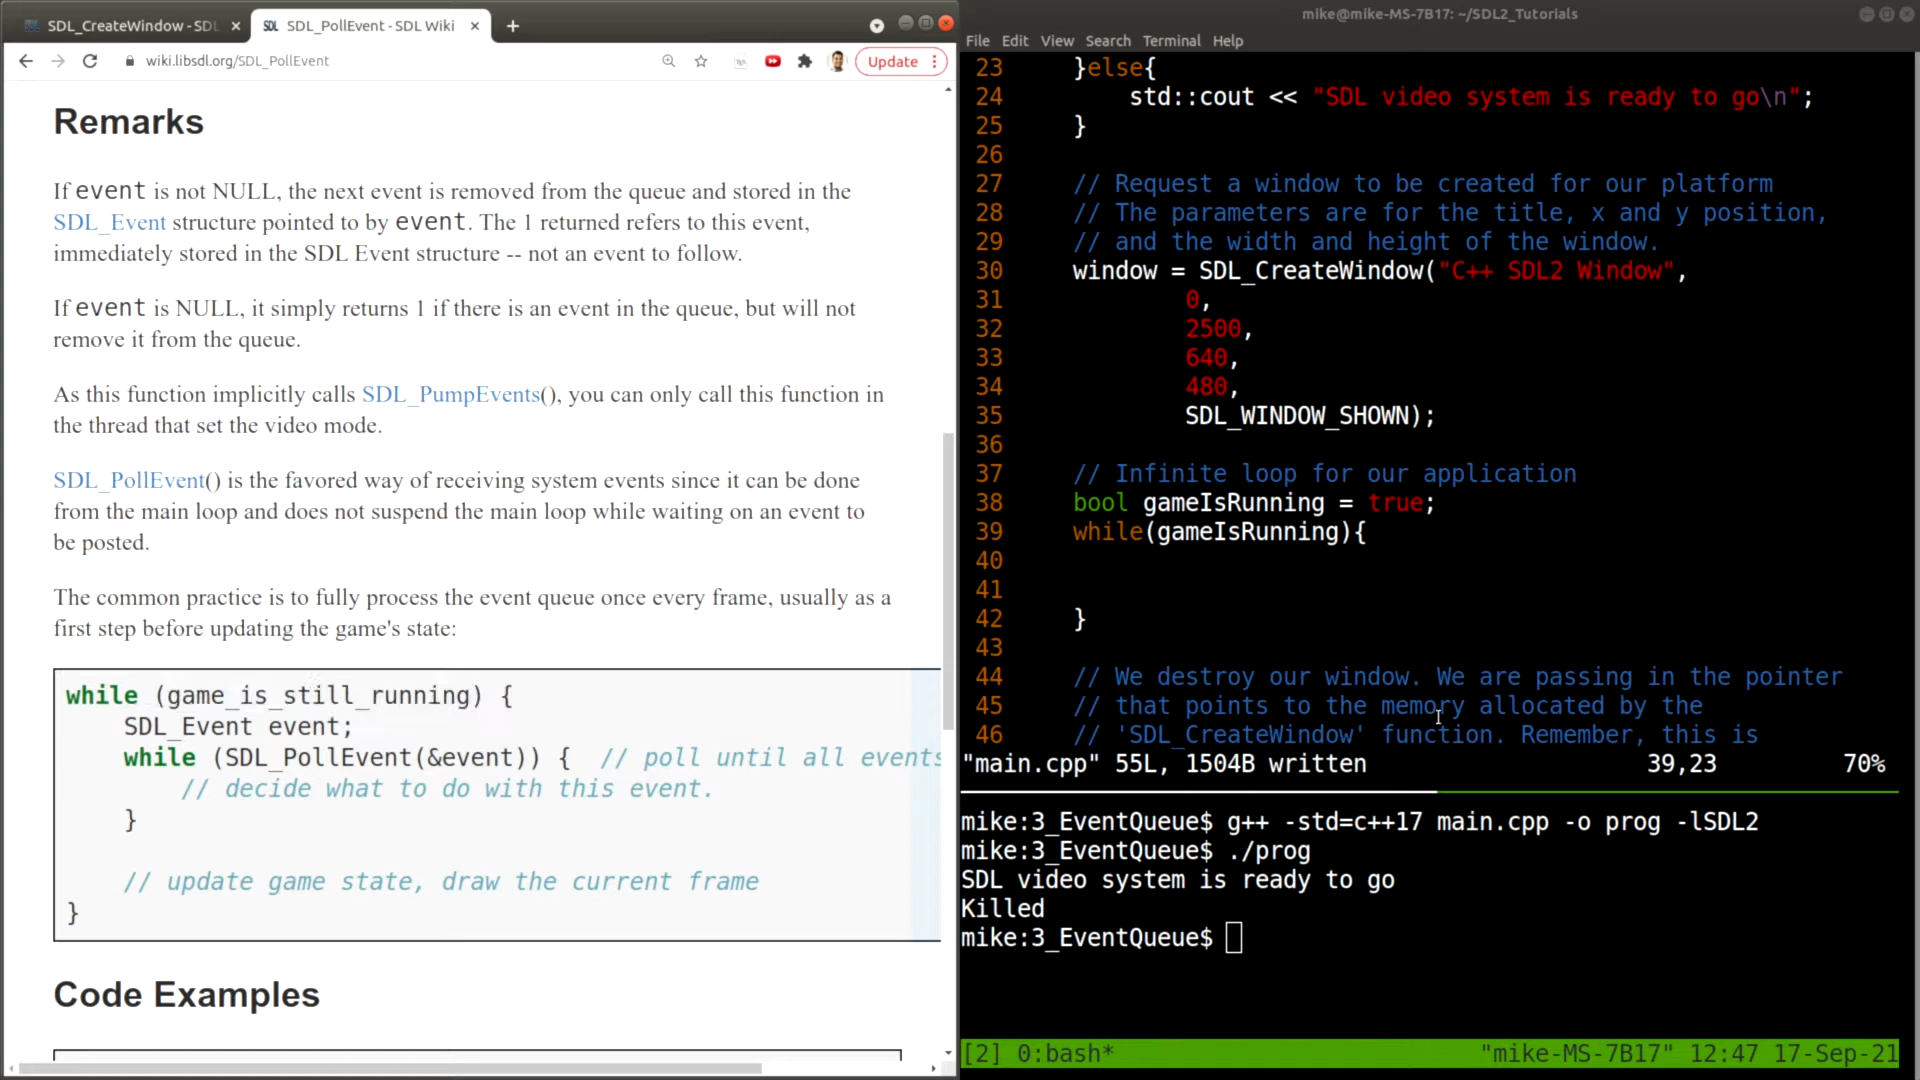 SDL_CreateWindow - SDL
SDL_PollEvent - SDL Wiki
wiki.libsdl.org/SDL_PollEvent
Update
Remarks
If event is not NULL, the next event is removed from the queue and stored in the
SDL_Event structure pointed to by event. The 1 returned refers to this event,
immediately stored in the SDL Event structure -- not an event to follow.
If event is NULL, it simply returns 1 if there is an event in the queue, but will not
remove it from the queue.
As this function implicitly calls SDL_PumpEvents(), you can only call this function in
the thread that set the video mode.
SDL_PollEvent() is the favored way of receiving system events since it can be done
from the main loop and does not suspend the main loop while waiting on an event to
be posted.
The common practice is to fully process the event queue once every frame, usually as a
first step before updating the game's state:
while (game_is_still_running) {
SDL_Event event;
while (SDL_PollEvent(&event)) {  // poll until all events
// decide what to do with this event.
}
// update game state, draw the current frame
}
Code Examples
mike@mike-MS-7B17: ~/SDL2_Tutorials
File Edit View Search Terminal Help
23 }else{
24 std::cout << "SDL video system is ready to go\n";
25 }
26
27 // Request a window to be created for our platform
28 // The parameters are for the title, x and y position,
29 // and the width and height of the window.
30 window = SDL_CreateWindow("C++ SDL2 Window",
31 0,
32 2500,
33 640,
34 480,
35 SDL_WINDOW_SHOWN);
36
37 // Infinite loop for our application
38 bool gameIsRunning = true;
39 while(gameIsRunning){
40
41
42 }
43
44 // We destroy our window. We are passing in the pointer
45 // that points to the memory allocated by the
46 // 'SDL_CreateWindow' function. Remember, this is
"main.cpp" 55L, 1504B written 39,23 70%
mike:3_EventQueue$ g++ -std=c++17 main.cpp -o prog -lSDL2
mike:3_EventQueue$ ./prog
SDL video system is ready to go
Killed
mike:3_EventQueue$
[2] 0:bash* "mike-MS-7B17" 12:47 17-Sep-21